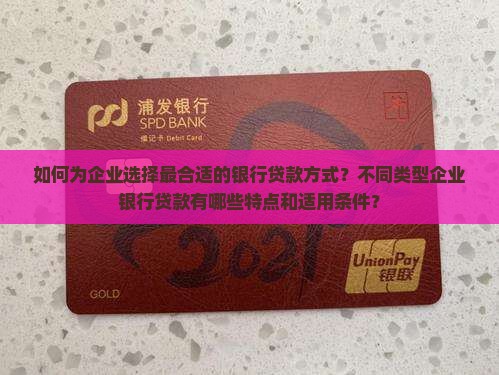 浦发银行
SPD BANK
借记卡 Debit Card
如何为企业选择最合适的银行贷款方式？不同类型企业
银行贷款有哪些特点和适用条件？
2021
UnionPay
银联
GOLD